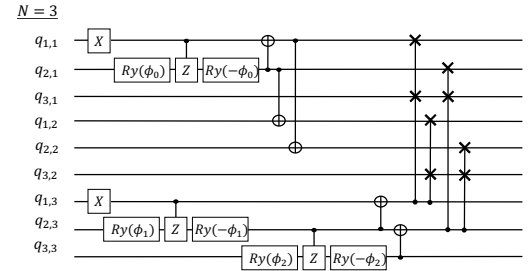 N = 3
q1,1 X
q2,1 Ry(ϕ0) Z Ry(−ϕ0)
q3,1
q1,2
q2,2
q3,2
q1,3 X
q2,3 Ry(ϕ1) Z Ry(−ϕ1)
q3,3 Ry(ϕ2) Z Ry(−ϕ2)